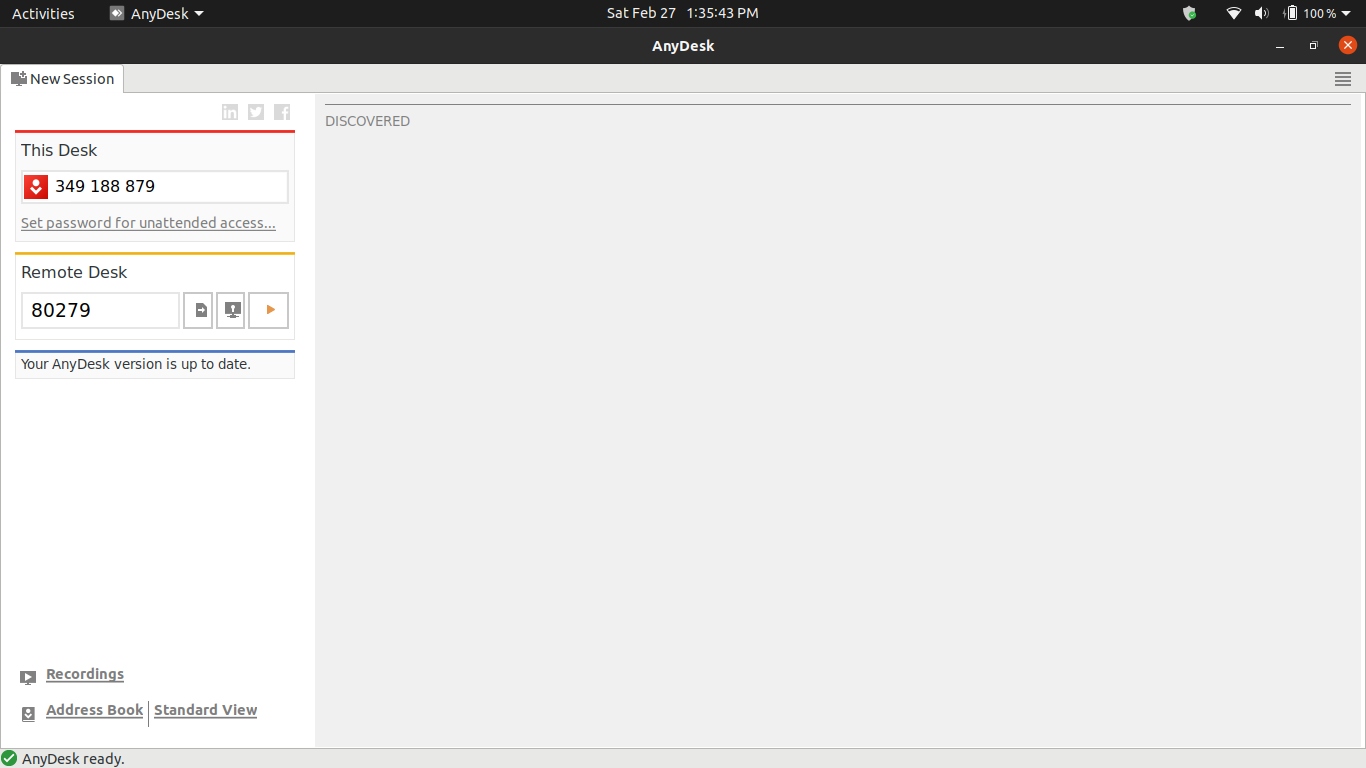 Activities AnyDesk Sat Feb 27 1:35:43 PM 100 %
AnyDesk
New Session
DISCOVERED
This Desk
349 188 879
Set password for unattended access...
Remote Desk
80279
Your AnyDesk version is up to date.
Recordings
Address Book Standard View
AnyDesk ready.